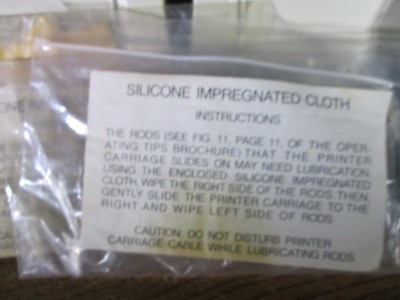 SILICONE IMPREGNATED CLOTH
INSTRUCTIONS
THE RODS (SEE FIG. 11, PAGE 11, OF THE OPER-
ATING TIPS BROCHURE) THAT THE PRINTER
CARRIAGE SLIDES ON MAY NEED LUBRICATION.
USING THE ENCLOSED SILICONE IMPREGNATED
CLOTH, WIPE THE RIGHT SIDE OF THE RODS THEN
GENTLY SLIDE THE PRINTER CARRIAGE TO THE
RIGHT AND WIPE LEFT SIDE OF RODS
CAUTION: DO NOT DISTURB PRINTER
CARRIAGE CABLE WHILE LUBRICATING RODS.